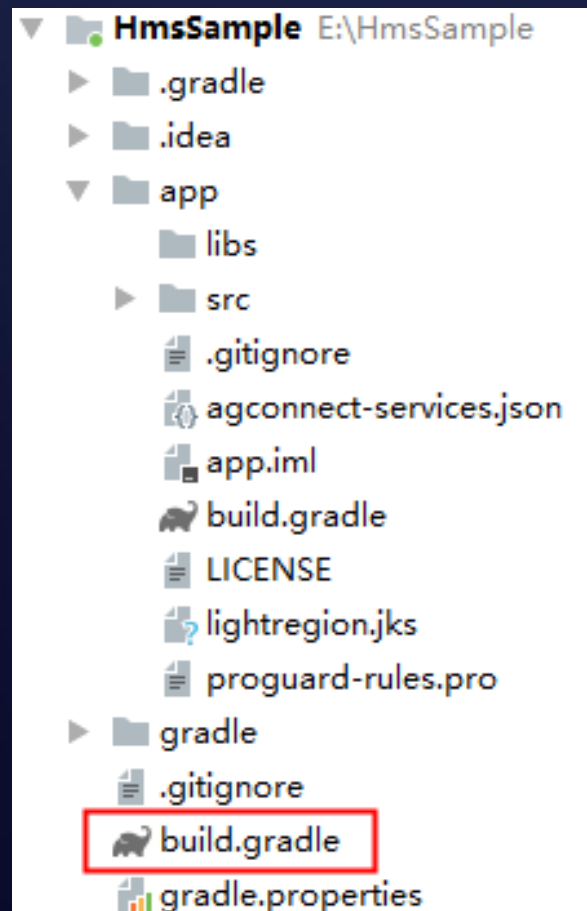 HmsSample E:\HmsSample
.gradle
.idea
app
libs
src
.gitignore
agconnect-services.json
app.iml
build.gradle
LICENSE
lightregion.jks
proguard-rules.pro
gradle
.gitignore
build.gradle
gradle.properties